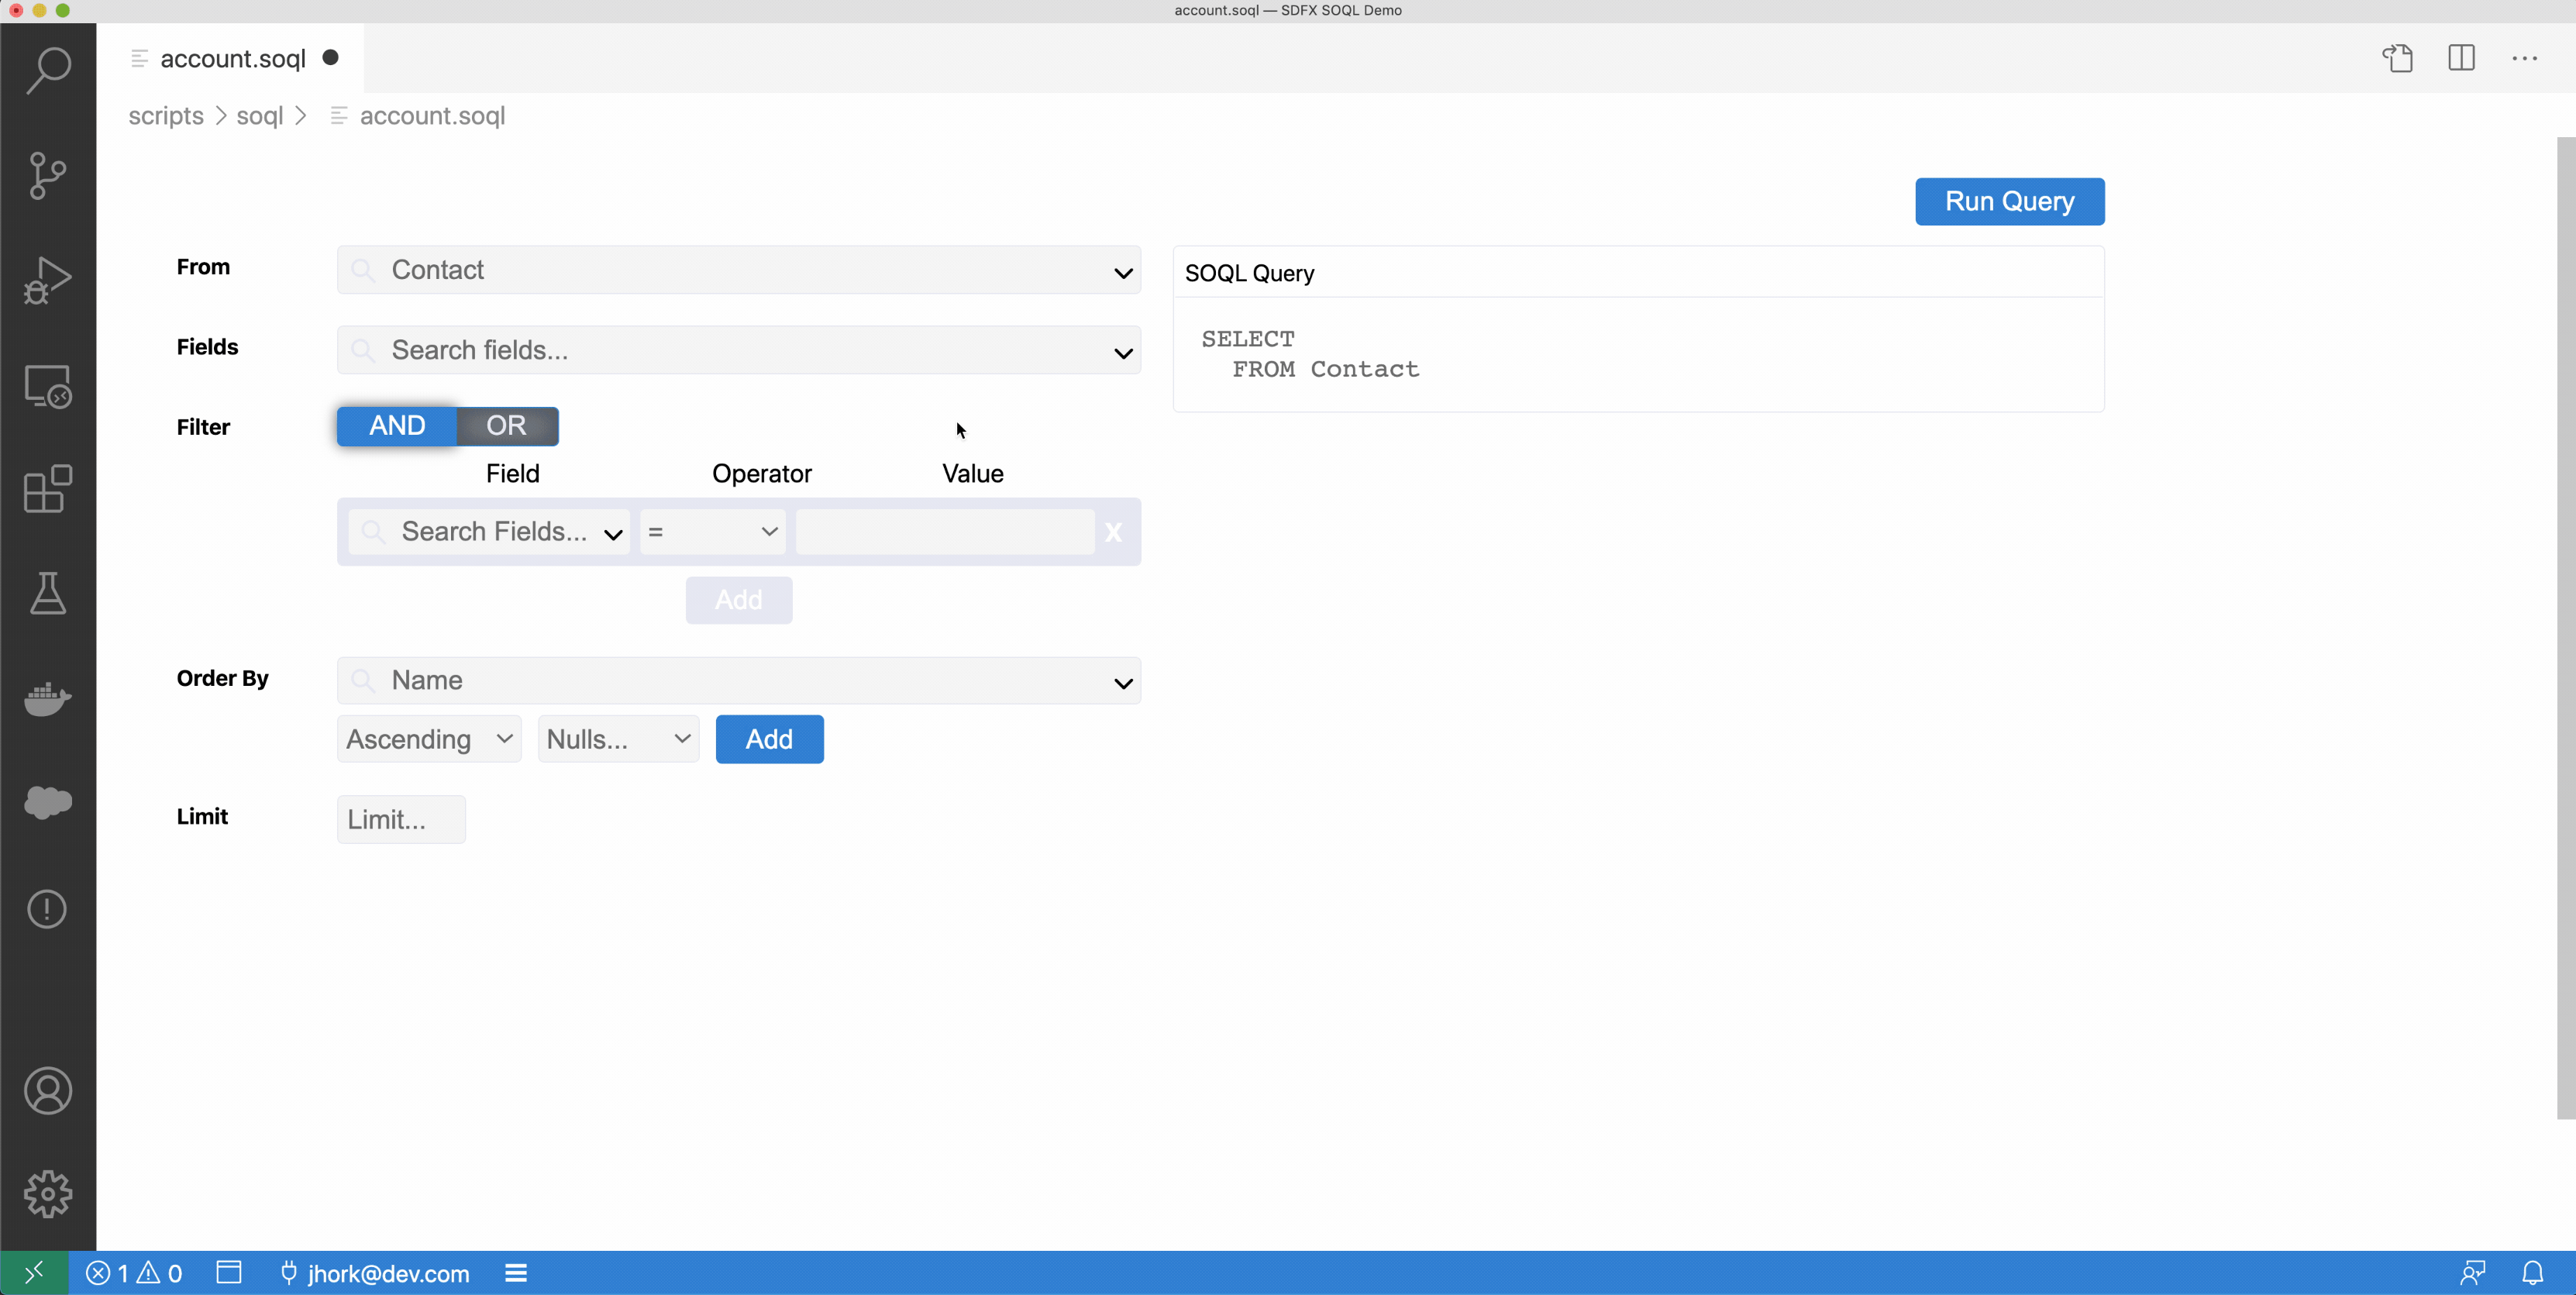 account.soql — SDFX SOQL Demo
account.soql
scripts > soql > account.soql
Run Query
From
Contact
Fields
Search fields...
Filter
AND OR
Field Operator Value
Search Fields... = X
Add
Order By
Name
Ascending Nulls... Add
Limit
Limit...
SOQL Query
SELECT
FROM Contact
1 0 jhork@dev.com